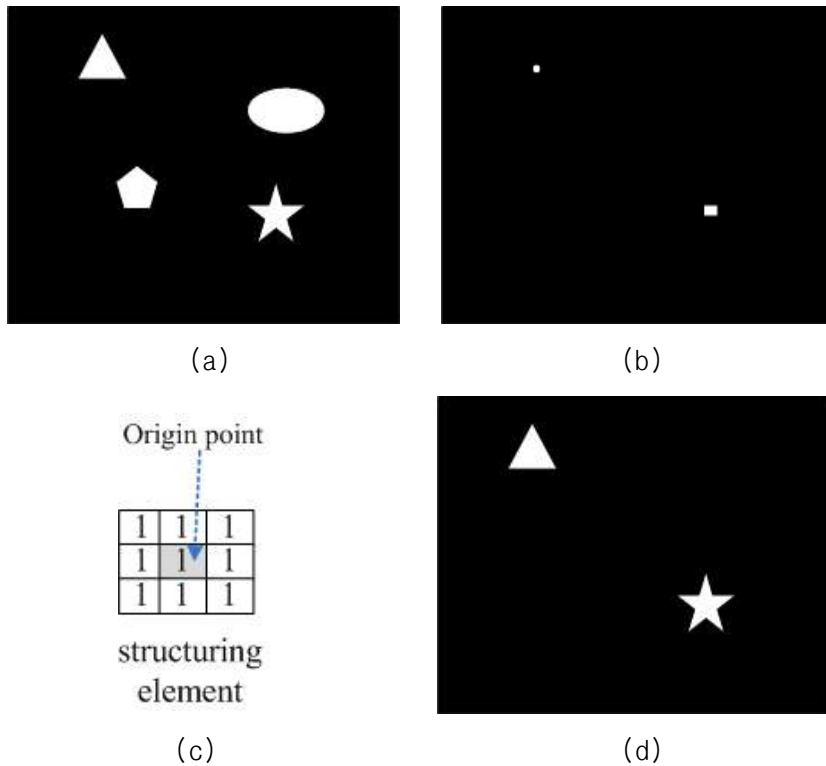 (a)
(b)
Origin point
1 1 1
1 1 1
1 1 1
structuring
element
(c)
(d)